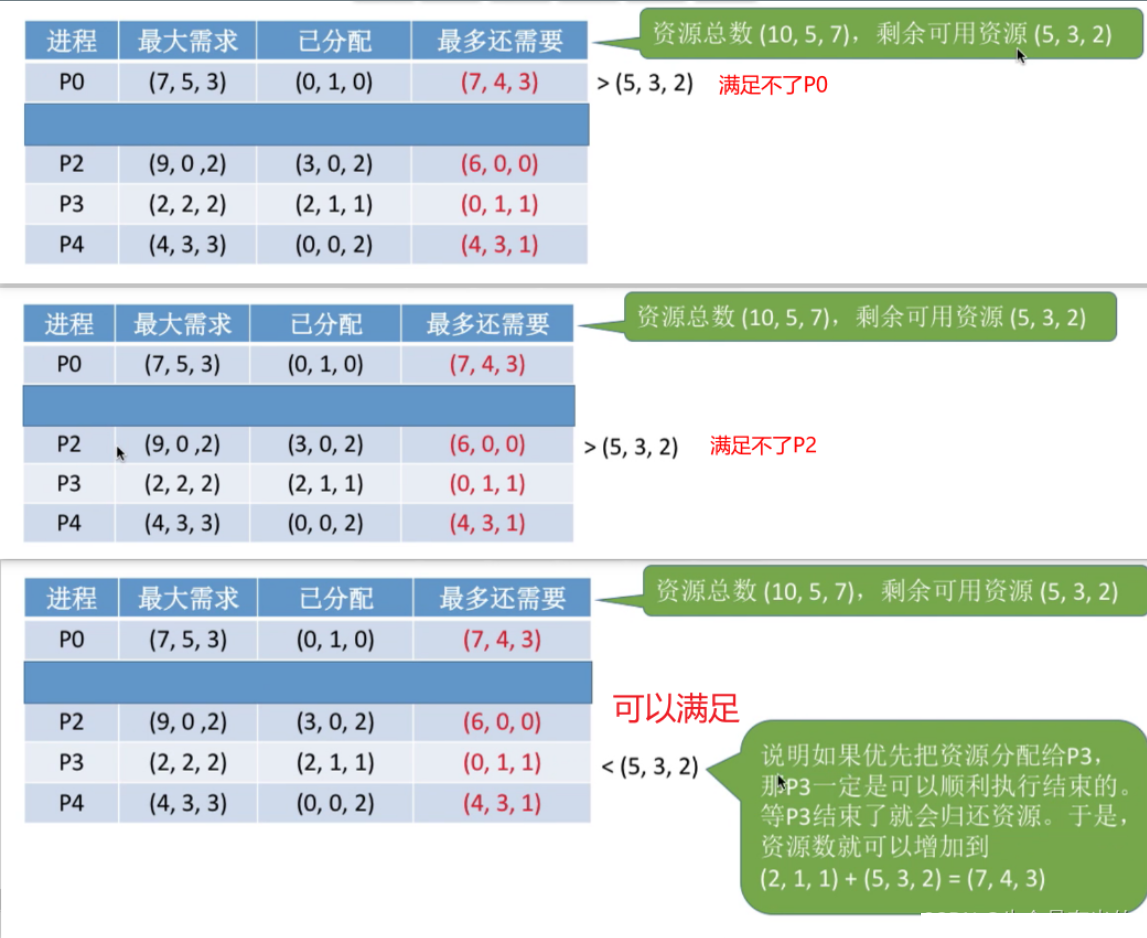 进程 最大需求 已分配 最多还需要
资源总数 (10, 5, 7)，剩余可用资源 (5, 3, 2)
P0 (7, 5, 3) (0, 1, 0) (7, 4, 3) > (5, 3, 2) 满足不了P0
P2 (9, 0 ,2) (3, 0, 2) (6, 0, 0)
P3 (2, 2, 2) (2, 1, 1) (0, 1, 1)
P4 (4, 3, 3) (0, 0, 2) (4, 3, 1)
进程 最大需求 已分配 最多还需要
资源总数 (10, 5, 7)，剩余可用资源 (5, 3, 2)
P0 (7, 5, 3) (0, 1, 0) (7, 4, 3)
P2 (9, 0 ,2) (3, 0, 2) (6, 0, 0) > (5, 3, 2) 满足不了P2
P3 (2, 2, 2) (2, 1, 1) (0, 1, 1)
P4 (4, 3, 3) (0, 0, 2) (4, 3, 1)
进程 最大需求 已分配 最多还需要
资源总数 (10, 5, 7)，剩余可用资源 (5, 3, 2)
P0 (7, 5, 3) (0, 1, 0) (7, 4, 3)
可以满足
P2 (9, 0 ,2) (3, 0, 2) (6, 0, 0)
P3 (2, 2, 2) (2, 1, 1) (0, 1, 1) < (5, 3, 2)
P4 (4, 3, 3) (0, 0, 2) (4, 3, 1)
说明如果优先把资源分配给P3，
那P3一定是可以顺利执行结束的。
等P3结束了就会归还资源。于是，
资源数就可以增加到
(2, 1, 1) + (5, 3, 2) = (7, 4, 3)